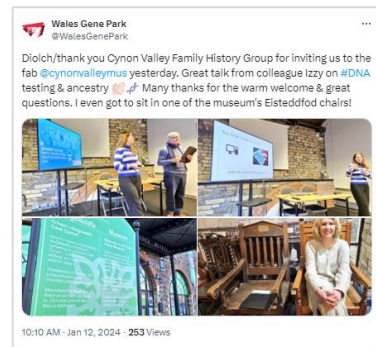 Wales Gene Park
@WalesGenePark
Diolch/thank you Cynon Valley Family History Group for inviting us to the
fab @cynonvalleymus yesterday. Great talk from colleague Izzy on #DNA
testing & ancestry 👏🏻🧬 Many thanks for the warm welcome & great
questions. I even got to sit in one of the museum's Eisteddfod chairs!
Museum
10:10 AM · Jan 12, 2024 · 253 Views